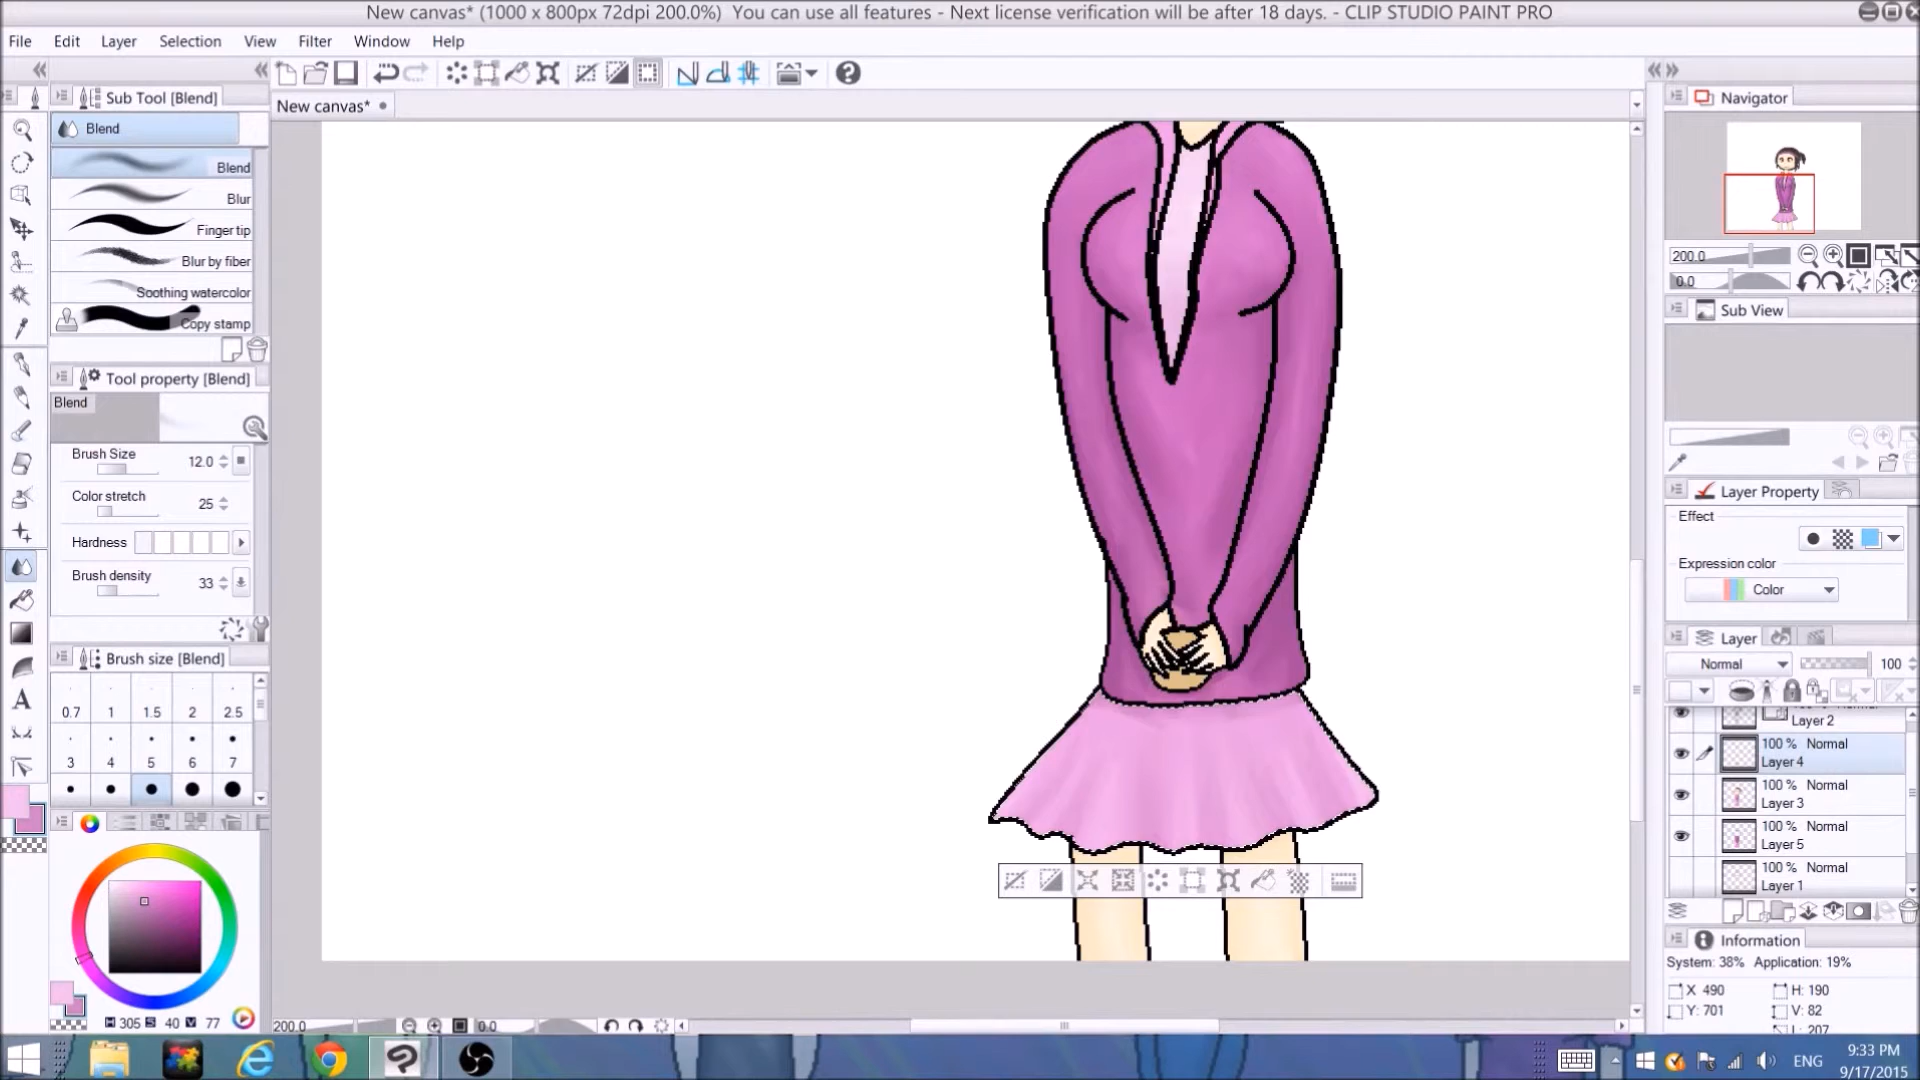 New canvas* (1000 x 800px 72dpi 200.0%) You can use all features - Next license verification will be after 18 days. - CLIP STUDIO PAINT PRO
File Edit Layer Selection View Filter Window Help
Sub Tool [Blend]
New canvas*
Navigator
Blend
Blend
Blur
Finger tip
Blur by fiber
Soothing watercolor
Copy stamp
200.0
0.0
Sub View
Tool property [Blend]
Blend
Brush Size 12.0
Color stretch 25
Hardness
Brush density 33
Layer Property
Effect
Expression color
Color
Layer
Normal 100
Layer 2
100 % Normal
Layer 4
100 % Normal
Layer 3
100 % Normal
Layer 5
100 % Normal
Layer 1
Brush size [Blend]
0.7 1 1.5 2 2.5
3 4 5 6 7
A
Information
System: 38% Application: 19%
X 490 H: 190
Y: 701 V: 82
L: 207
H 305 S 40 V 77
200.0 0.0
ENG
9:33 PM
9/17/2015